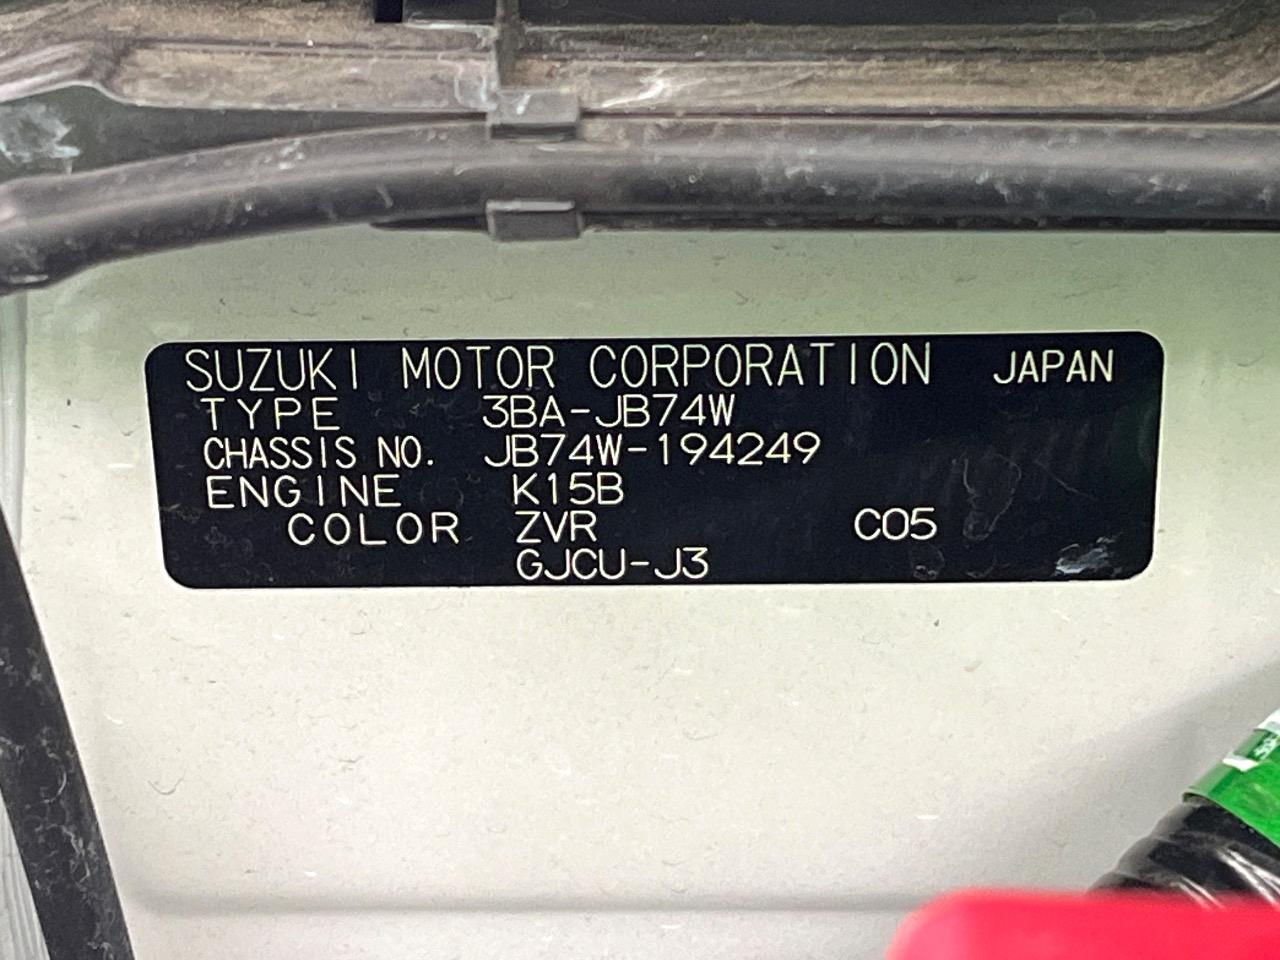 SUZUKI MOTOR CORPORATION JAPAN
TYPE 3BA-JB74W
CHASSIS NO. JB74W-194249
ENGINE K15B
COLOR ZVR C05
GJCU-J3